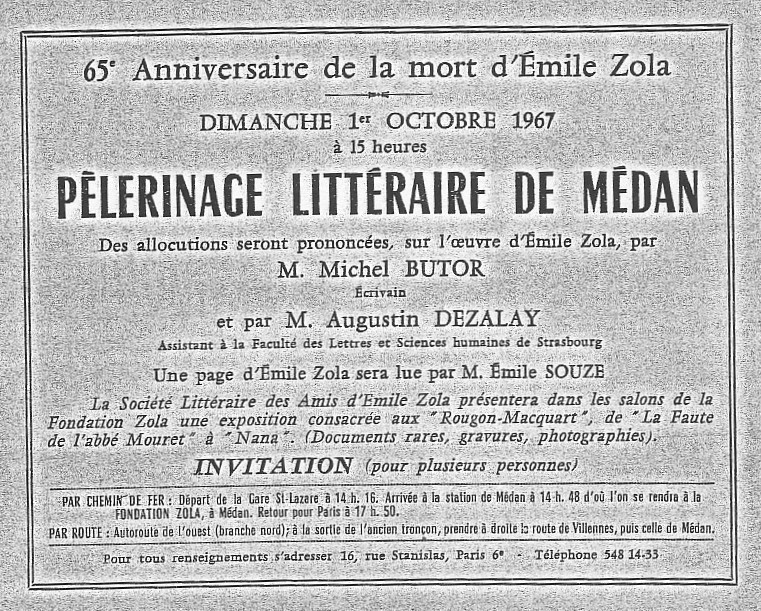 65e Anniversaire de la mort d'Émile Zola
DIMANCHE 1er OCTOBRE 1967
à 15 heures
PÈLERINAGE LITTÉRAIRE DE MÉDAN
Des allocutions seront prononcées, sur l'œuvre d'Émile Zola, par
M. Michel BUTOR
Écrivain
et par M. Augustin DEZALAY
Assistant à la Faculté des Lettres et Sciences humaines de Strasbourg
Une page d'Émile Zola sera lue par M. Émile SOUZE
La Société Littéraire des Amis d'Emile Zola présentera dans les salons de la
Fondation Zola une exposition consacrée aux "Rougon-Macquart", de "La Faute
de l'abbé Mouret" à "Nana". (Documents rares, gravures, photographies).
INVITATION (pour plusieurs personnes)
PAR CHEMIN DE FER : Départ de la Gare St-Lazare à 14 h. 16. Arrivée à la station de Médan à 14 h. 48 d'où l'on se rendra à la
FONDATION ZOLA, à Médan. Retour pour Paris à 17 h. 50.
PAR ROUTE : Autoroute de l'ouest (branche nord); à la sortie de l'ancien tronçon, prendre à droite la route de Villennes, puis celle de Médan.
Pour tous renseignements s'adresser 16, rue Stanislas, Paris 6e - Téléphone 548 14-33